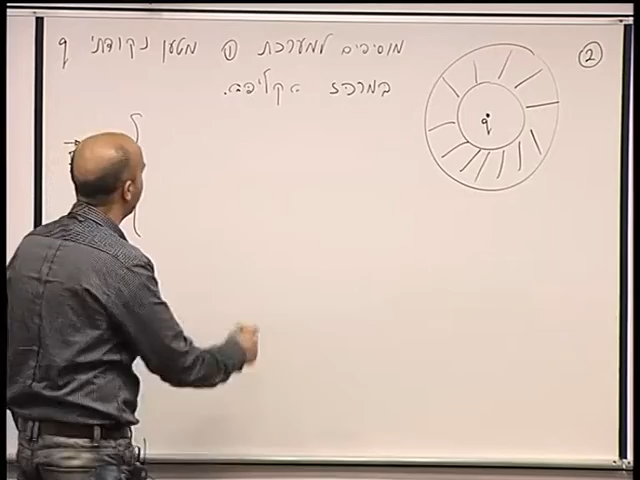 ② מוסיפים למערכת ① מטען נקודתי q
במרכז הקליפה.
q